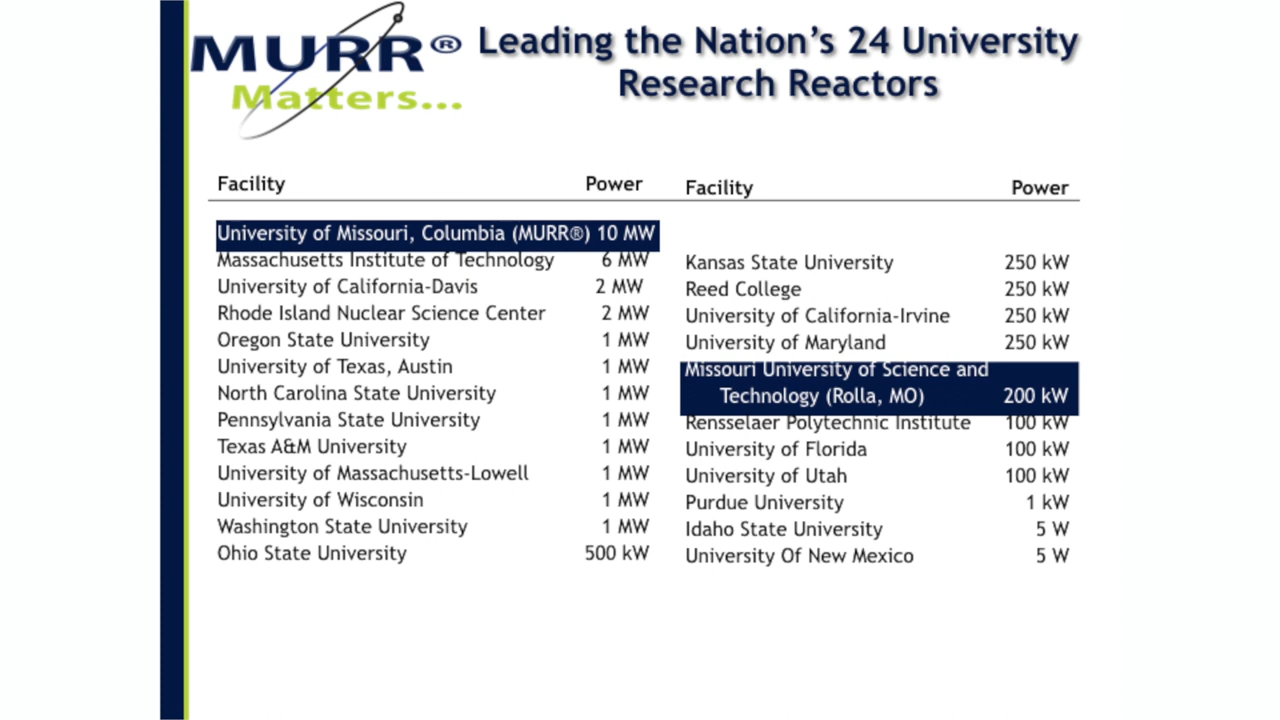 MURR® Matters...
Leading the Nation's 24 University
Research Reactors
Facility Power
University of Missouri, Columbia (MURR®) 10 MW
Massachusetts Institute of Technology 6 MW
University of California-Davis 2 MW
Rhode Island Nuclear Science Center 2 MW
Oregon State University 1 MW
University of Texas, Austin 1 MW
North Carolina State University 1 MW
Pennsylvania State University 1 MW
Texas A&M University 1 MW
University of Massachusetts-Lowell 1 MW
University of Wisconsin 1 MW
Washington State University 1 MW
Ohio State University 500 kW
Facility Power
Kansas State University 250 kW
Reed College 250 kW
University of California-Irvine 250 kW
University of Maryland 250 kW
Missouri University of Science and
Technology (Rolla, MO) 200 kW
Rensselaer Polytechnic Institute 100 kW
University of Florida 100 kW
University of Utah 100 kW
Purdue University 1 kW
Idaho State University 5 W
University Of New Mexico 5 W